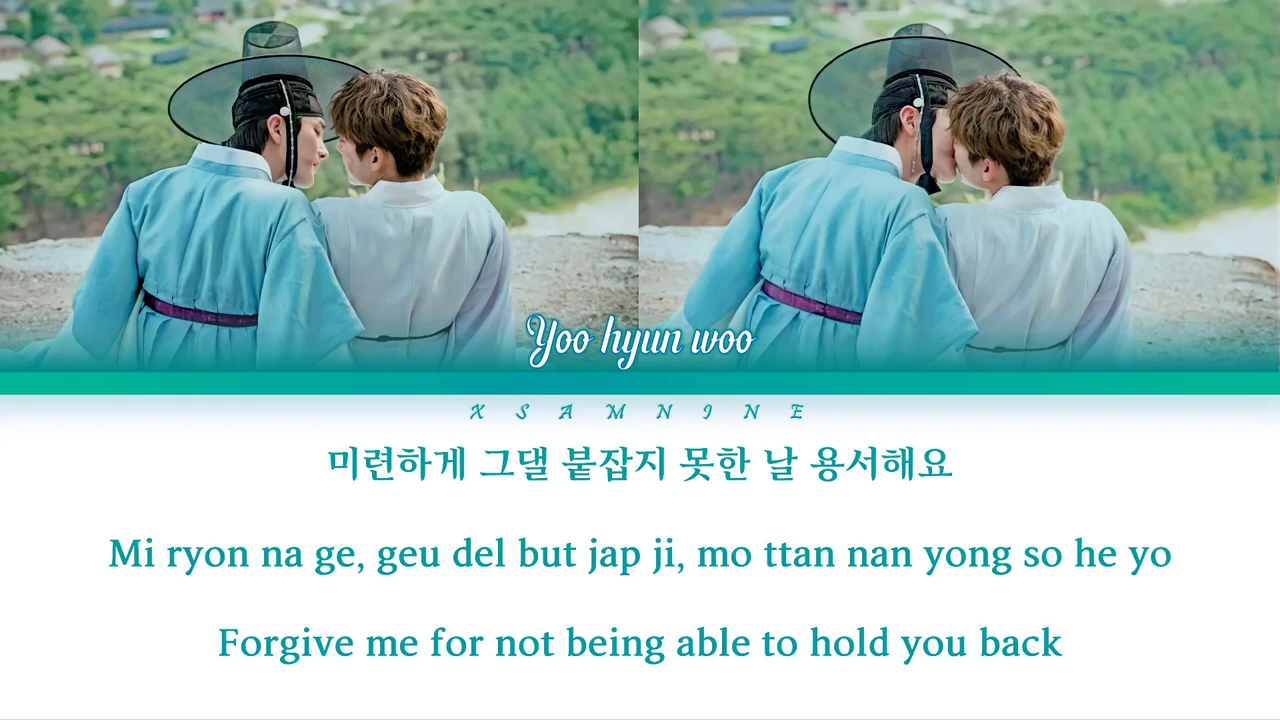 Yoo hyun woo
X S A M N I N E
미련하게 그댈 붙잡지 못한 날 용서해요
Mi ryon na ge, geu del but jap ji, mo ttan nan yong so he yo
Forgive me for not being able to hold you back